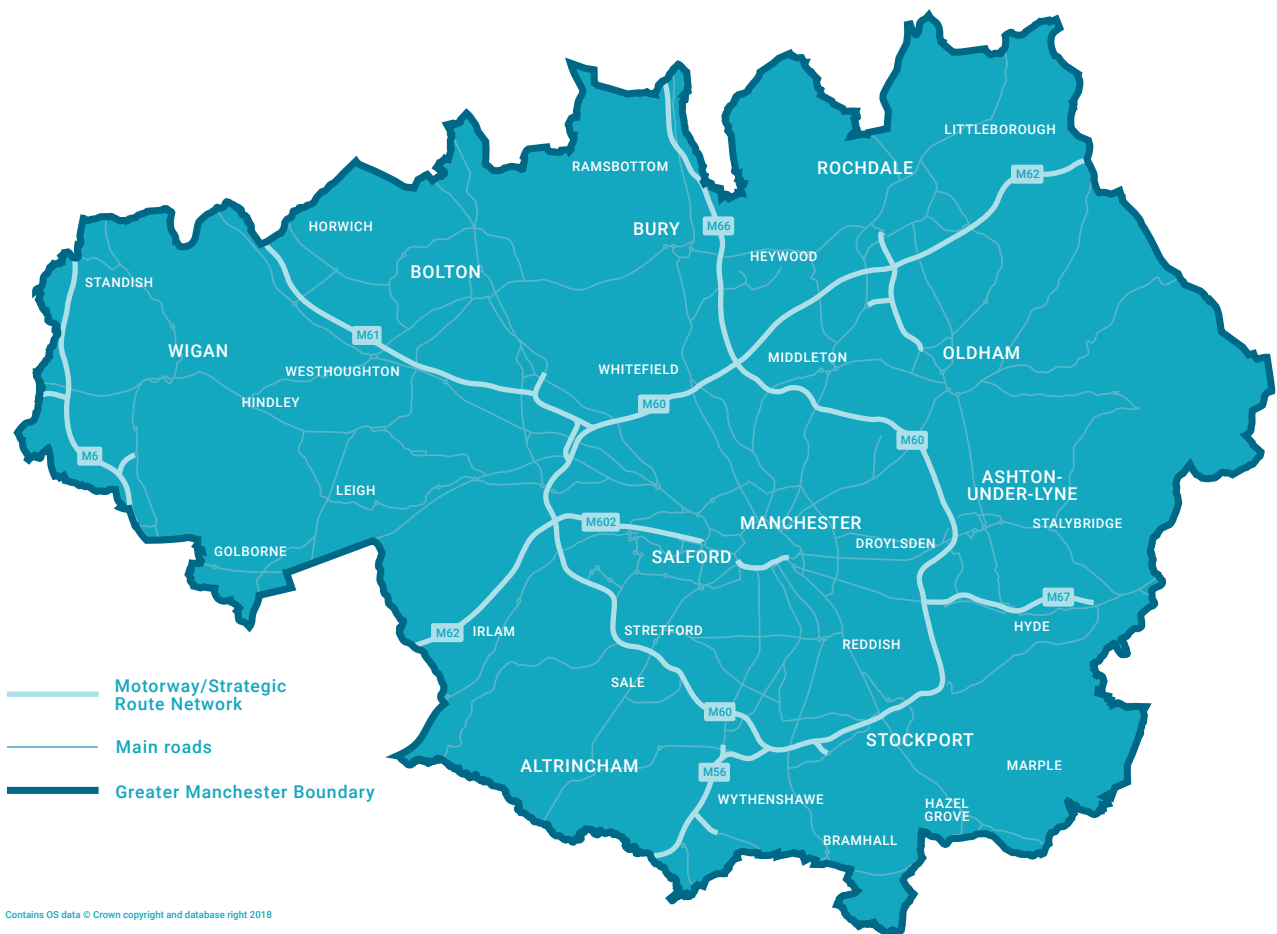 LITTLEBOROUGH
RAMSBOTTOM
ROCHDALE
M62
HORWICH
BURY
M66
HEYWOOD
BOLTON
STANDISH
M61
WIGAN
MIDDLETON
OLDHAM
WESTHOUGHTON
WHITEFIELD
HINDLEY
M60
M60
M6
ASHTON-
UNDER-LYNE
LEIGH
M602
MANCHESTER
STALYBRIDGE
DROYLSDEN
GOLBORNE
SALFORD
M67
M62
IRLAM
STRETFORD
HYDE
REDDISH
SALE
Motorway/Strategic
Route Network
M60
Main roads
STOCKPORT
ALTRINCHAM
M56
MARPLE
Greater Manchester Boundary
WYTHENSHAWE
HAZEL
GROVE
BRAMHALL
Contains OS data © Crown copyright and database right 2018